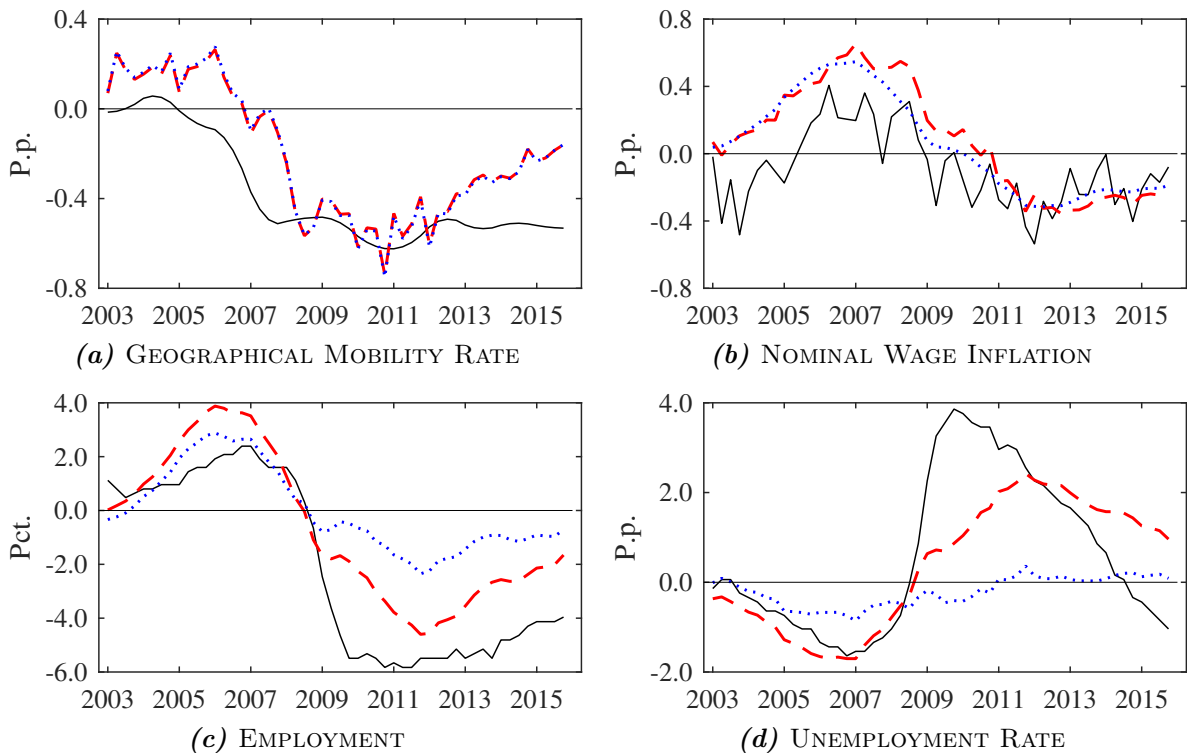 0.4
0.0
-0.4
-0.8
P.p.
2003 2005 2007 2009 2011 2013 2015
(a) Geographical Mobility Rate
0.8
0.4
0.0
-0.4
-0.8
P.p.
2003 2005 2007 2009 2011 2013 2015
(b) Nominal Wage Inflation
4.0
2.0
0.0
-2.0
-4.0
-6.0
Pct.
2003 2005 2007 2009 2011 2013 2015
(c) Employment
4.0
2.0
0.0
-2.0
P.p.
2003 2005 2007 2009 2011 2013 2015
(d) Unemployment Rate